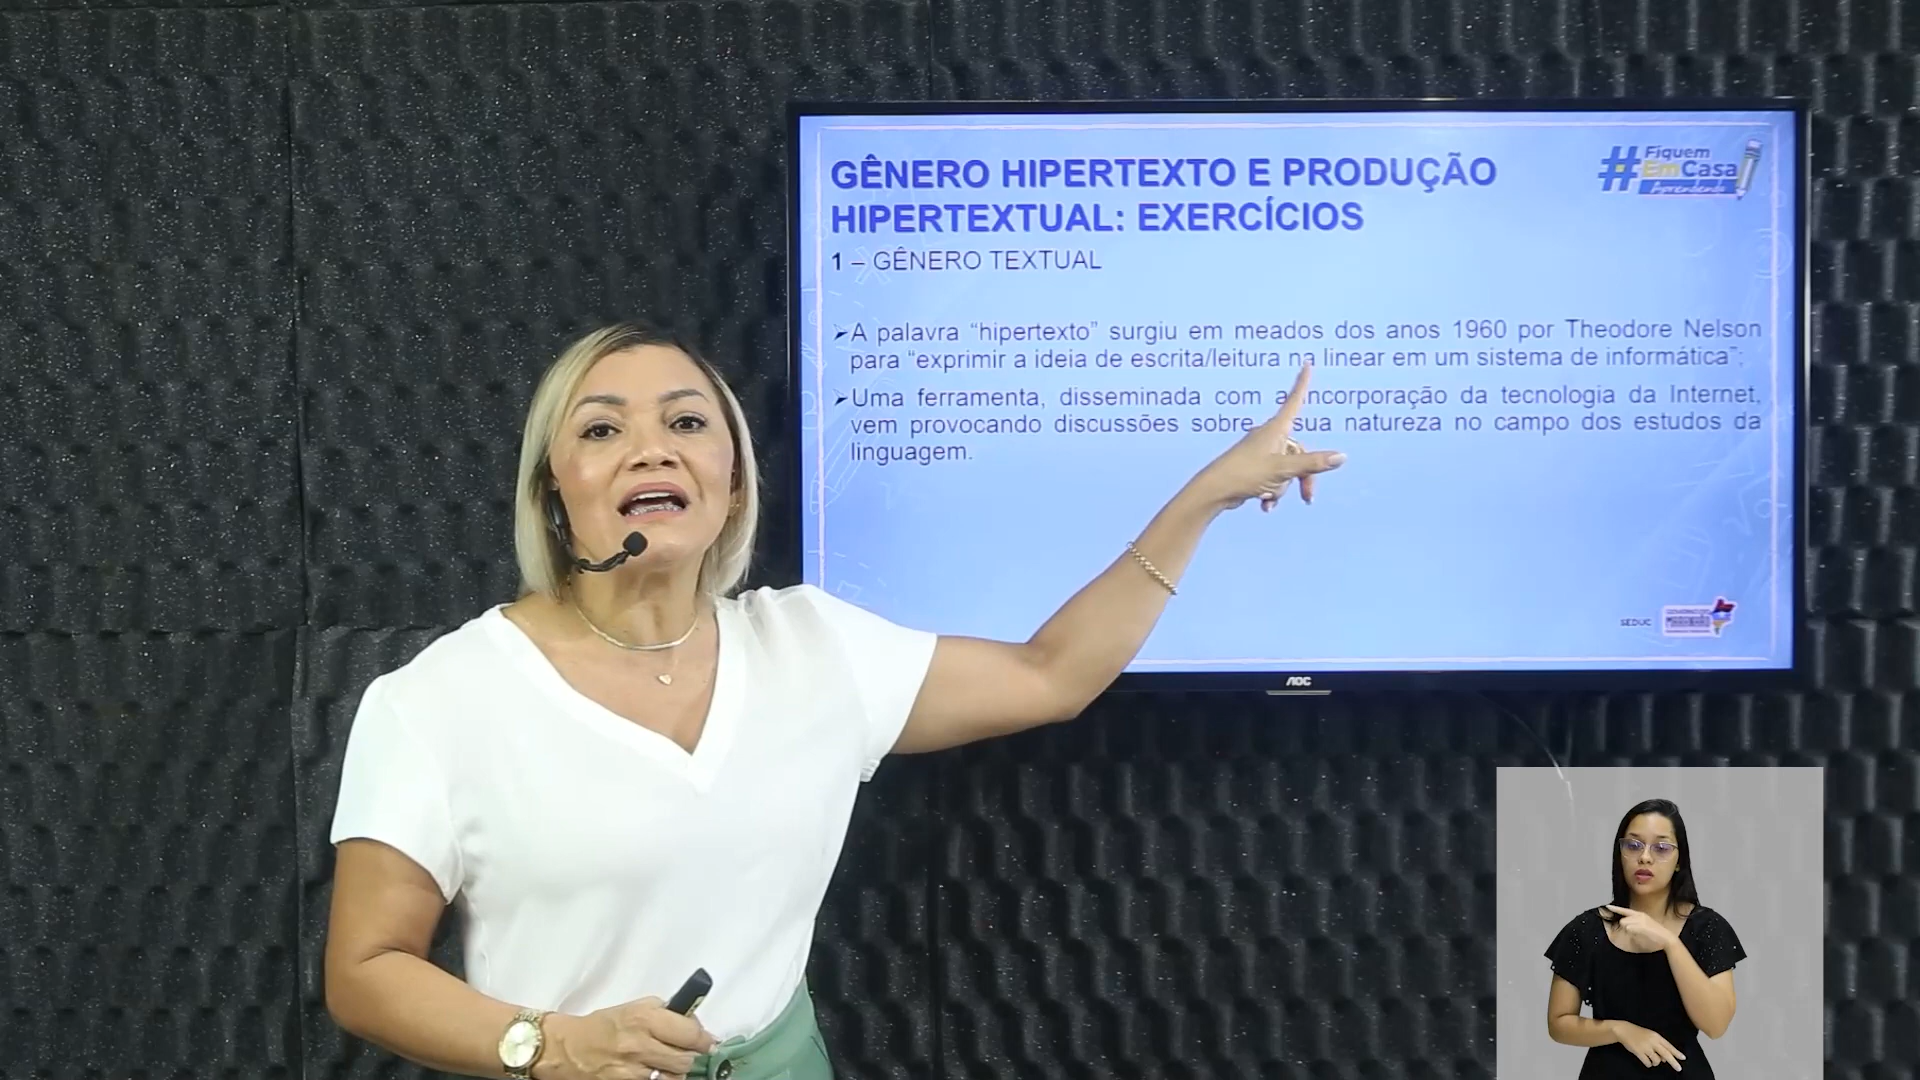 GÊNERO HIPERTEXTO E PRODUÇÃO
HIPERTEXTUAL: EXERCÍCIOS
#Fiquem
EmCasa
Aprendendo
1 – GÊNERO TEXTUAL
➢A palavra “hipertexto” surgiu em meados dos anos 1960 por Theodore Nelson
para “exprimir a ideia de escrita/leitura linear em um sistema de informática”;
➢Uma ferramenta, disseminada com a incorporação da tecnologia da Internet,
vem provocando discussões sobre sua natureza no campo dos estudos da
linguagem.
SEDUC
MARANHÃO
AOC